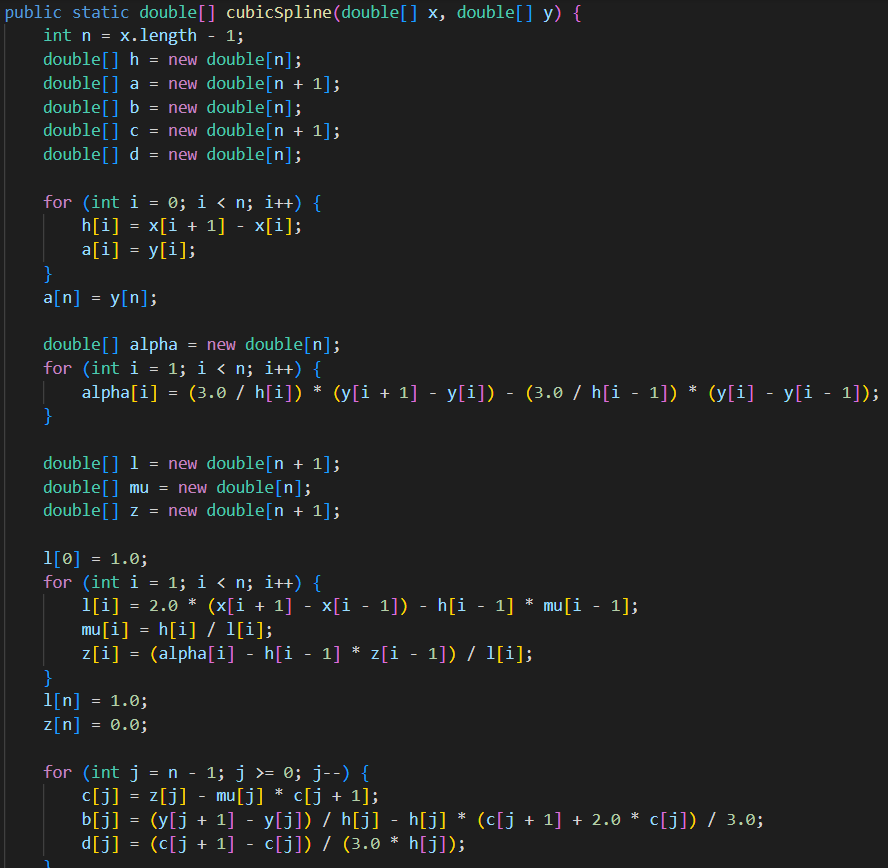 public static double[] cubicSpline(double[] x, double[] y) {
    int n = x.length - 1;
    double[] h = new double[n];
    double[] a = new double[n + 1];
    double[] b = new double[n];
    double[] c = new double[n + 1];
    double[] d = new double[n];

    for (int i = 0; i < n; i++) {
        h[i] = x[i + 1] - x[i];
        a[i] = y[i];
    }
    a[n] = y[n];

    double[] alpha = new double[n];
    for (int i = 1; i < n; i++) {
        alpha[i] = (3.0 / h[i]) * (y[i + 1] - y[i]) - (3.0 / h[i - 1]) * (y[i] - y[i - 1]);
    }

    double[] l = new double[n + 1];
    double[] mu = new double[n];
    double[] z = new double[n + 1];

    l[0] = 1.0;
    for (int i = 1; i < n; i++) {
        l[i] = 2.0 * (x[i + 1] - x[i - 1]) - h[i - 1] * mu[i - 1];
        mu[i] = h[i] / l[i];
        z[i] = (alpha[i] - h[i - 1] * z[i - 1]) / l[i];
    }
    l[n] = 1.0;
    z[n] = 0.0;

    for (int j = n - 1; j >= 0; j--) {
        c[j] = z[j] - mu[j] * c[j + 1];
        b[j] = (y[j + 1] - y[j]) / h[j] - h[j] * (c[j + 1] + 2.0 * c[j]) / 3.0;
        d[j] = (c[j + 1] - c[j]) / (3.0 * h[j]);
    }